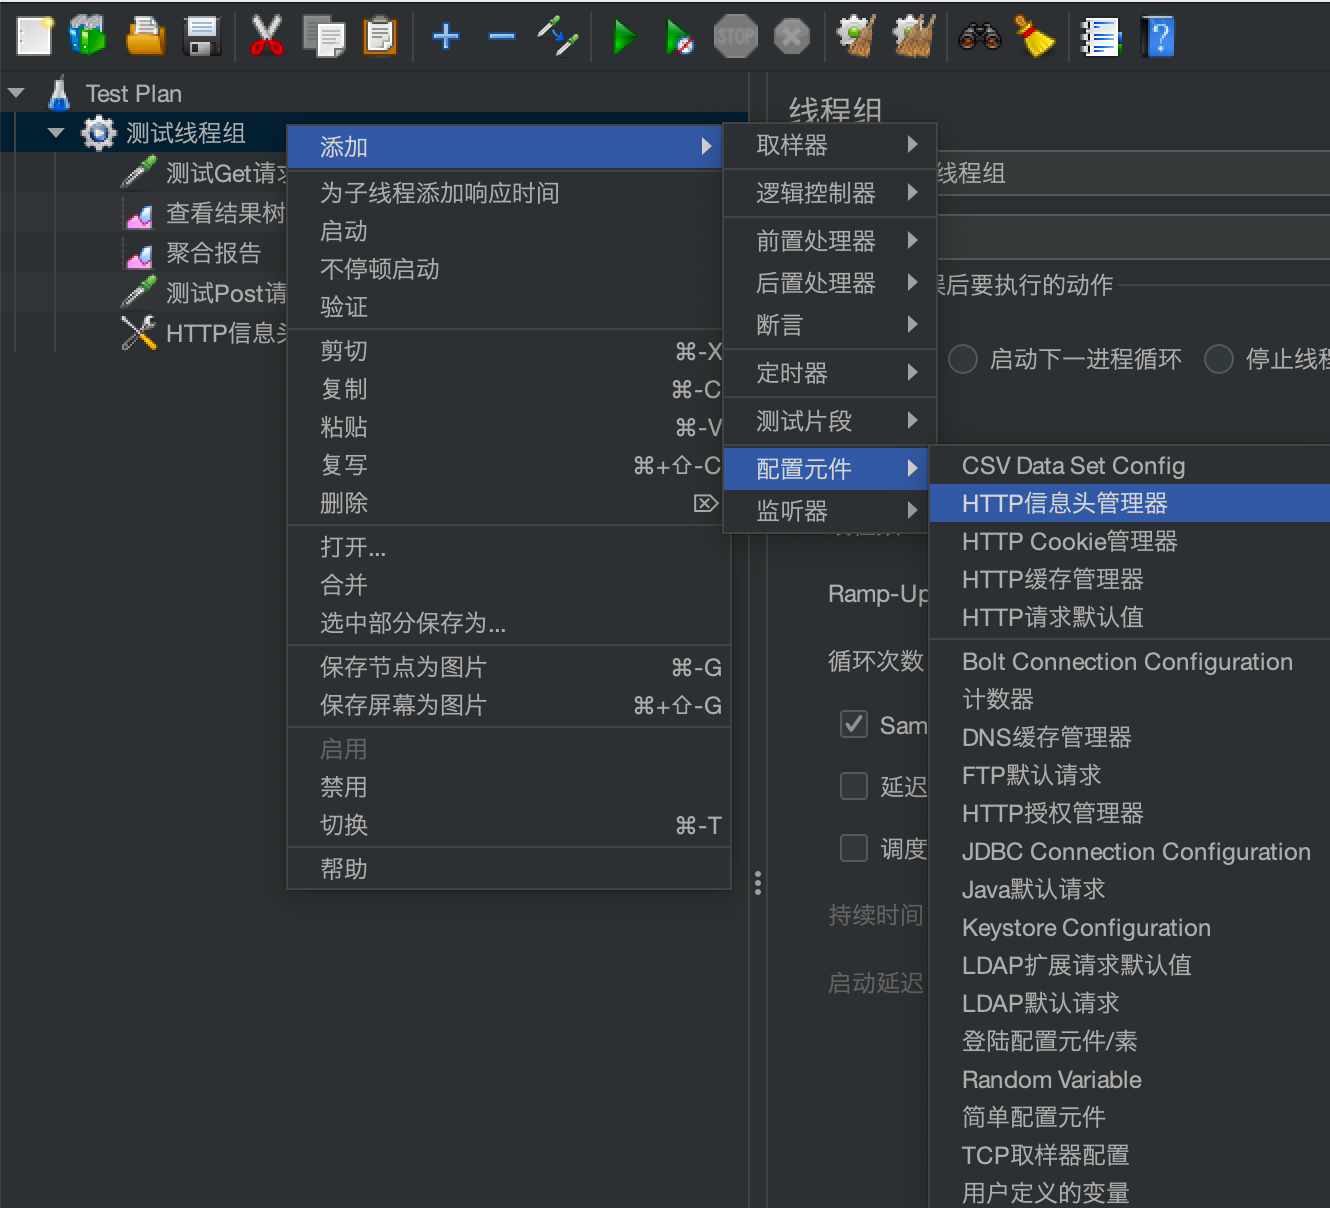 STOP
?
Test Plan
测试线程组
测试Get请求
查看结果树
聚合报告
测试Post请
HTTP信息头
添加
为子线程添加响应时间
启动
不停顿启动
验证
剪切 ⌘-X
复制 ⌘-C
粘贴 ⌘-V
复写 ⌘+⇧-C
删除 ⌦
打开...
合并
选中部分保存为...
保存节点为图片 ⌘-G
保存屏幕为图片 ⌘+⇧-G
启用
禁用
切换 ⌘-T
帮助
取样器
逻辑控制器
前置处理器
后置处理器
断言
定时器
测试片段
配置元件
监听器
CSV Data Set Config
HTTP信息头管理器
HTTP Cookie管理器
HTTP缓存管理器
HTTP请求默认值
Bolt Connection Configuration
计数器
DNS缓存管理器
FTP默认请求
HTTP授权管理器
JDBC Connection Configuration
Java默认请求
Keystore Configuration
LDAP扩展请求默认值
LDAP默认请求
登陆配置元件/素
Random Variable
简单配置元件
TCP取样器配置
用户定义的变量
线程组
线程组
后要执行的动作
启动下一进程循环 停止线程
Ramp-Up
循环次数
Sam
延迟
调度
持续时间
启动延迟